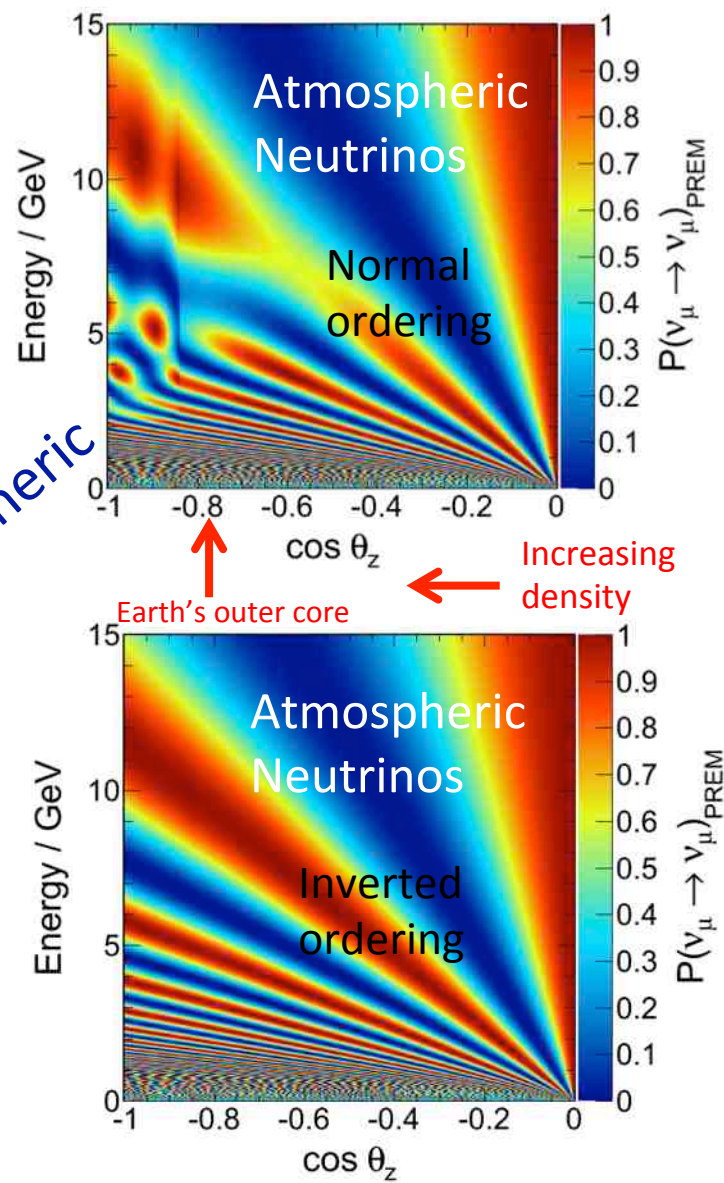 15
10
5
0
Energy / GeV
Atmospheric
Neutrinos
Normal
ordering
-1
-0.8
-0.6
-0.4
-0.2
0
cos θz
1
0.9
0.8
0.7
0.6
0.5
0.4
0.3
0.2
0.1
0
P(νμ → νμ)PREM
heric
Earth's outer core
Increasing
density
15
10
5
0
Energy / GeV
Atmospheric
Neutrinos
Inverted
ordering
-1
-0.8
-0.6
-0.4
-0.2
0
cos θz
1
0.9
0.8
0.7
0.6
0.5
0.4
0.3
0.2
0.1
0
P(νμ → νμ)PREM